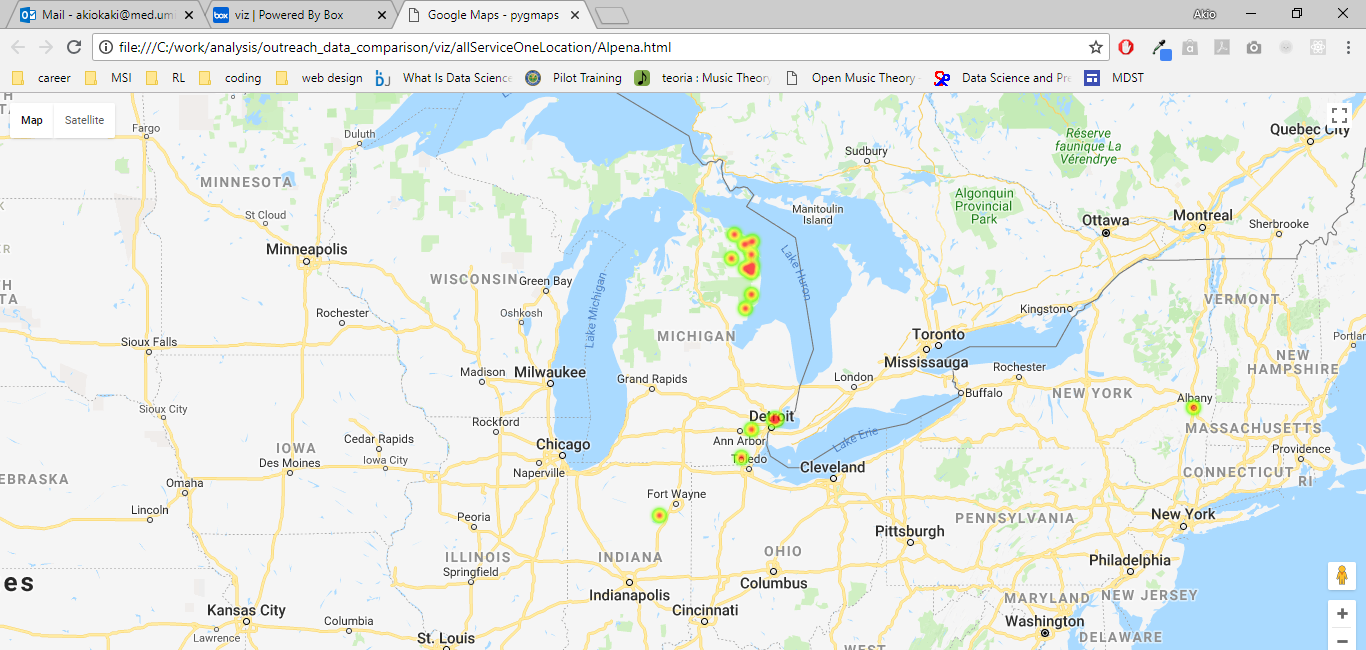 Mail - akiokaki@med.um
box viz | Powered By Box
Google Maps - pygmaps
Akio
file:///C:/work/analysis/outreach_data_comparison/viz/allServiceOneLocation/Alpena.html
career
MSI
RL
coding
web design
What Is Data Science
Pilot Training
teoria : Music Theory
Open Music Theory
Data Science and Pr
MDST
Map
Satellite
Fargo
Duluth
Quebec City
Réserve
faunique La
Vérendrye
Sudbury
MINNESOTA
Algonquin
Provincial
Park
Manitoulin
Island
St Cloud
Ottawa
Montreal
Sherbrooke
Minneapolis
WISCONSIN
Green Bay
Lake Michigan
Lake Huron
VERMONT
Rochester
Oshkosh
Kingston
MICHIGAN
Toronto
Sioux Falls
Mississauga
NEW
HAMPSHIRE
Portlan
Madison
Milwaukee
Grand Rapids
London
Rochester
Buffalo
NEW YORK
Albany
Sioux City
Rockford
Detroit
MASSACHUSETTS
Ann Arbor
Lake Erie
IOWA
Cedar Rapids
Chicago
Providence
Des Moines
Iowa City
Naperville
Toledo
Cleveland
CONNECTICUT
RI
EBRASKA
Omaha
Fort Wayne
Lincoln
Peoria
New York
PENNSYLVANIA
Pittsburgh
ILLINOIS
INDIANA
OHIO
Philadelphia
Springfield
Columbus
es
Indianapolis
MARYLAND
NEW JERSEY
Kansas City
Cincinnati
Columbia
Washington
Lawrence
St. Louis
DELAWARE
WEST